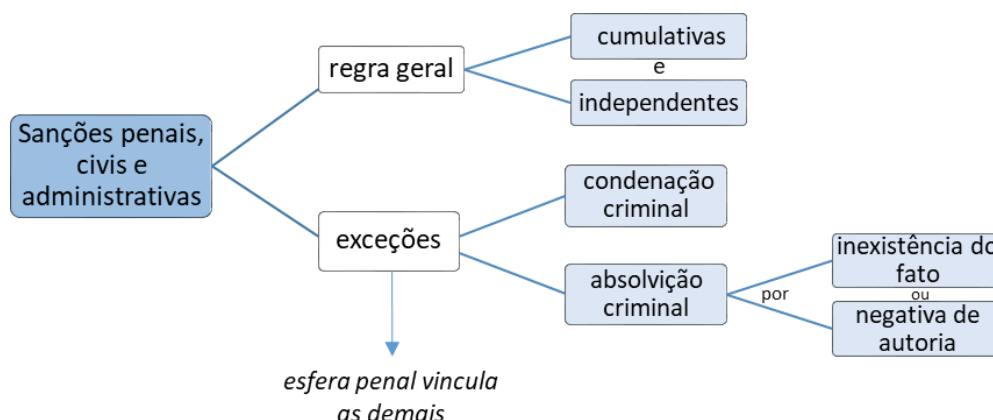 Sanções penais,
civis e
administrativas
regra geral
cumulativas
e
independentes
exceções
condenação
criminal
absolvição
criminal
por
inexistência do
fato
ou
negativa de
autoria
esfera penal vincula
as demais